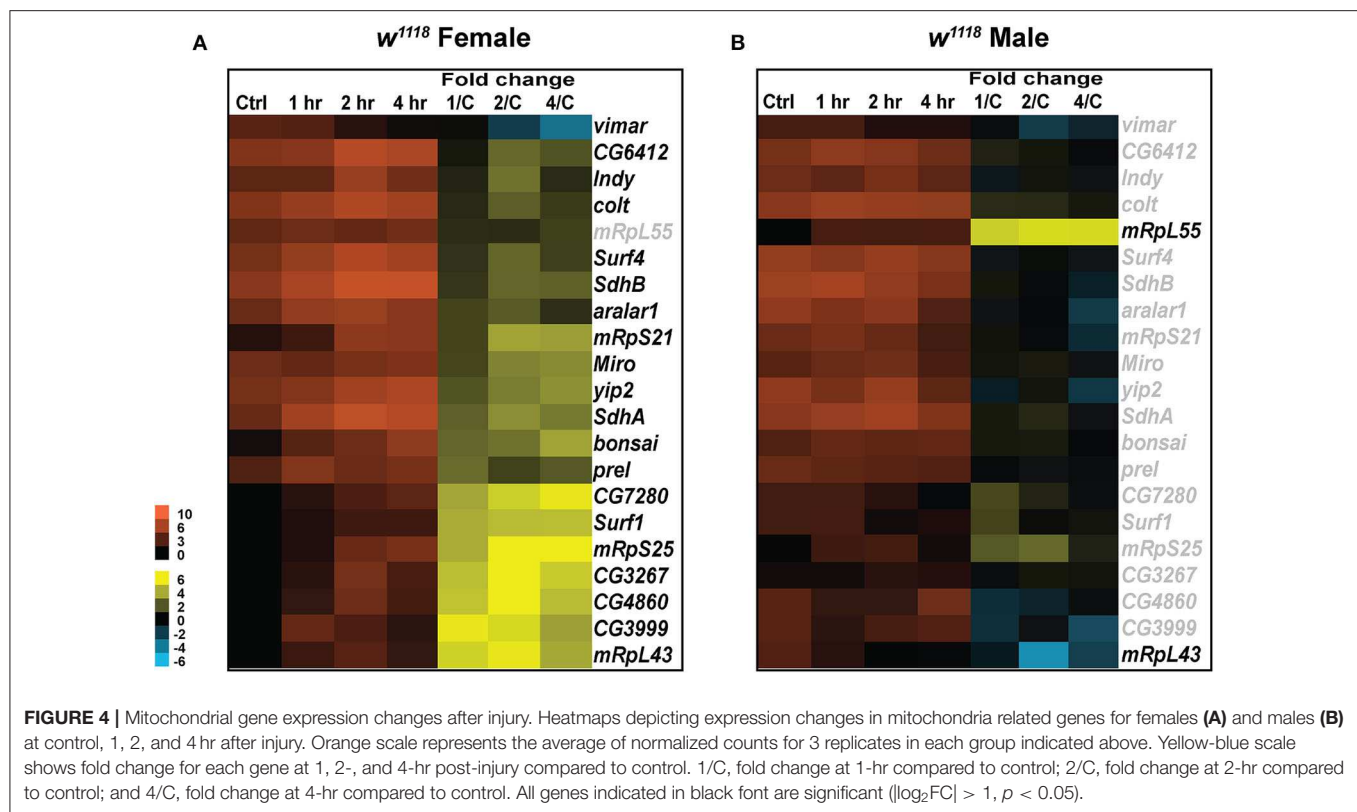 A
w1118 Female
Fold change
Ctrl 1 hr 2 hr 4 hr 1/C 2/C 4/C
vimar
CG6412
Indy
colt
mRpL55
Surf4
SdhB
aralar1
mRpS21
Miro
yip2
SdhA
bonsai
prel
CG7280
Surf1
mRpS25
CG3267
CG4860
CG3999
mRpL43
10
6
3
0
6
4
2
0
-2
-4
-6
B
w1118 Male
Fold change
Ctrl 1 hr 2 hr 4 hr 1/C 2/C 4/C
vimar
CG6412
Indy
colt
mRpL55
Surf4
SdhB
aralar1
mRpS21
Miro
yip2
SdhA
bonsai
prel
CG7280
Surf1
mRpS25
CG3267
CG4860
CG3999
mRpL43
FIGURE 4 | Mitochondrial gene expression changes after injury. Heatmaps depicting expression changes in mitochondria related genes for females (A) and males (B)
at control, 1, 2, and 4 hr after injury. Orange scale represents the average of normalized counts for 3 replicates in each group indicated above. Yellow-blue scale
shows fold change for each gene at 1, 2-, and 4-hr post-injury compared to control. 1/C, fold change at 1-hr compared to control; 2/C, fold change at 2-hr compared
to control; and 4/C, fold change at 4-hr compared to control. All genes indicated in black font are significant (|log₂FC| > 1, p < 0.05).